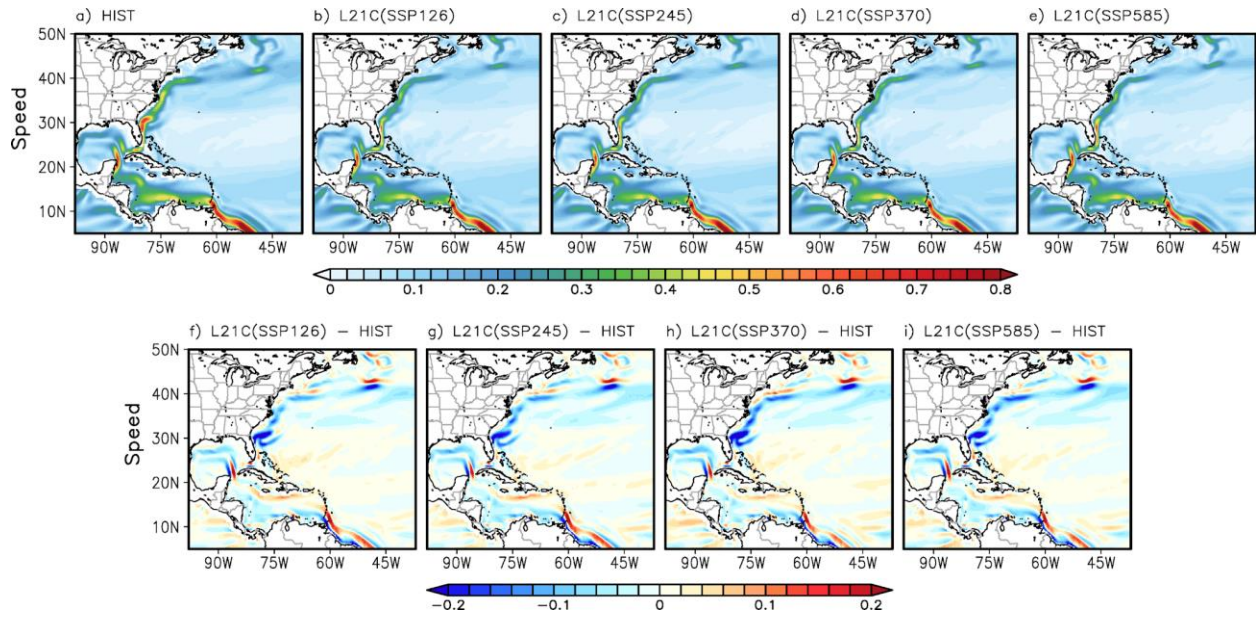 a) HIST b) L21C(SSP126) c) L21C(SSP245) d) L21C(SSP370) e) L21C(SSP585)
50N
40N
Speed
30N
20N
10N
90W 75W 60W 45W 90W 75W 60W 45W 90W 75W 60W 45W 90W 75W 60W 45W 90W 75W 60W 45W
0 0.1 0.2 0.3 0.4 0.5 0.6 0.7 0.8
f) L21C(SSP126) – HIST g) L21C(SSP245) – HIST h) L21C(SSP370) – HIST i) L21C(SSP585) – HIST
50N
40N
Speed
30N
20N
10N
90W 75W 60W 45W 90W 75W 60W 45W 90W 75W 60W 45W 90W 75W 60W 45W
−0.2 −0.1 0 0.1 0.2